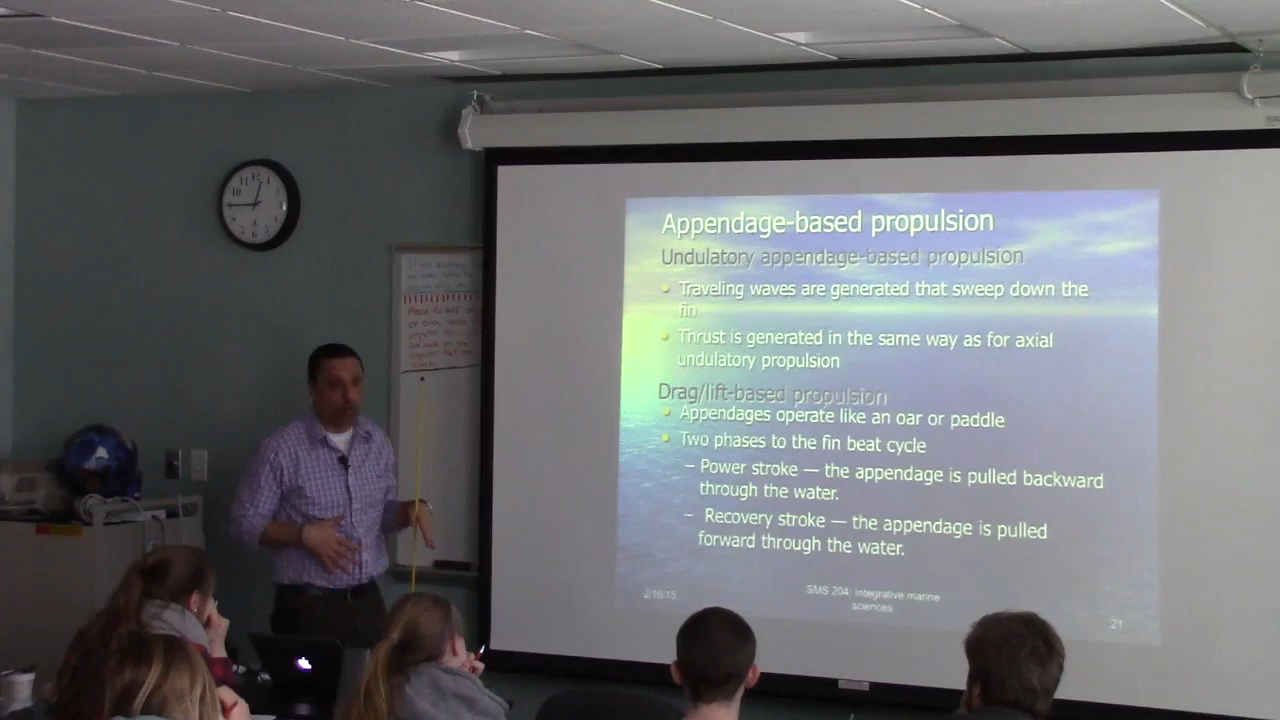 Appendage-based propulsion
Undulatory appendage-based propulsion
Traveling waves are generated that sweep down the
fin
Thrust is generated in the same way as for axial
undulatory propulsion
Drag/lift-based propulsion
Appendages operate like an oar or paddle
Two phases to the fin beat cycle
– Power stroke — the appendage is pulled backward
through the water.
– Recovery stroke — the appendage is pulled
forward through the water.
2/16/15
SMS 204: Integrative marine
sciences
21